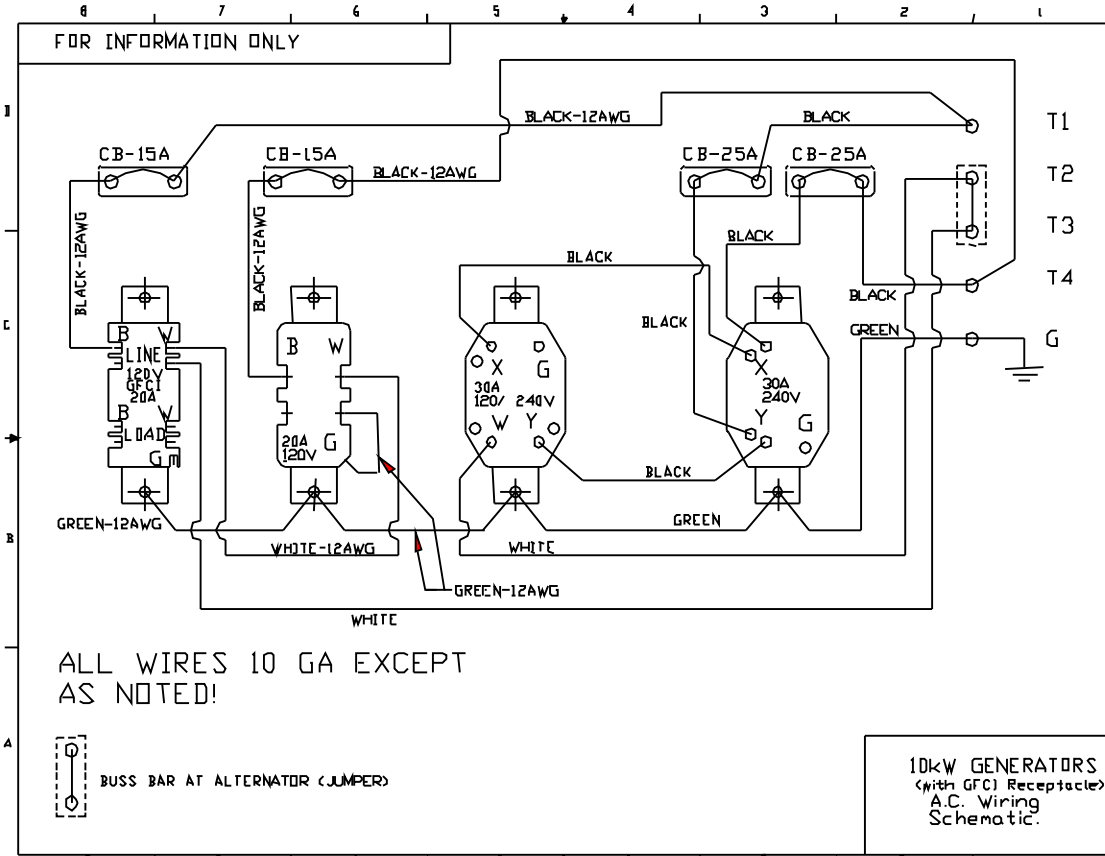 8 7 6 5 4 3 2 1
FOR INFORMATION ONLY
D
BLACK-12AWG
BLACK
T1
CB-15A
CB-15A
CB-25A
CB-25A
BLACK-12AWG
T2
BLACK-12AWG
BLACK-12AWG
BLACK
T3
BLACK
T4
BLACK
C
BLACK
GREEN
G
B W
LINE
120V
GFCI
20A
B W
LOAD
G
B W
20A
120V
G
X G
30A
120/ 240V
W Y
X
30A
240V
Y
G
BLACK
GREEN-12AWG
GREEN
B
WHITE-12AWG
WHITE
GREEN-12AWG
WHITE
ALL WIRES 10 GA EXCEPT
AS NOTED!
A
BUSS BAR AT ALTERNATOR (JUMPER)
10kW GENERATORS
(with GFCI Receptacle)
A.C. Wiring
Schematic.